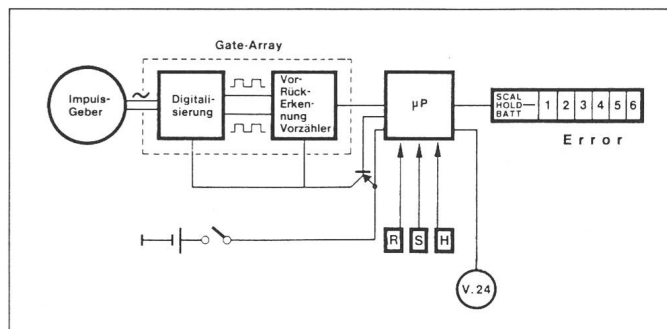 Gate-Array
Impuls-
Geber
Digitali-
sierung
Vor-
Rück-
Erken-
nung
Vorzähler
µP
SCAL
HOLD
BATT
1 2 3 4 5 6
Error
R S H
V.24